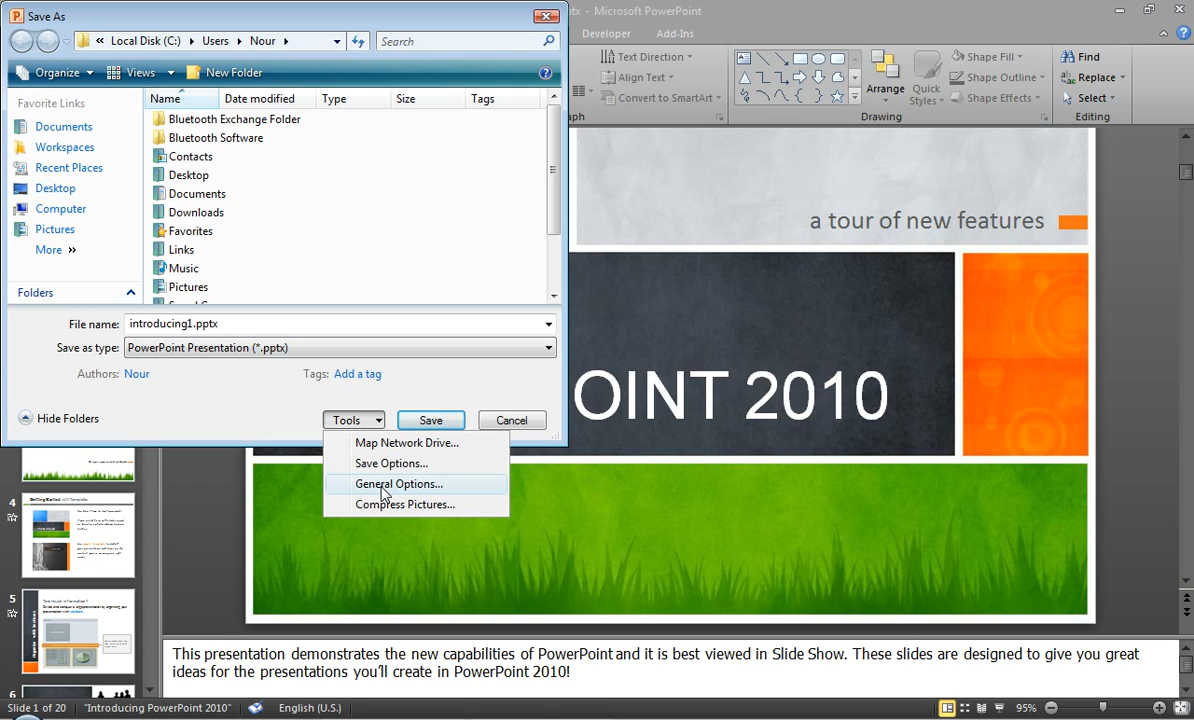 Save As
« Local Disk (C:) Users Nour
Search
Organize Views New Folder
Favorite Links
Documents
Workspaces
Recent Places
Desktop
Computer
Pictures
More »
Folders
Name Date modified Type Size Tags
Bluetooth Exchange Folder
Bluetooth Software
Contacts
Desktop
Documents
Downloads
Favorites
Links
Music
Pictures
File name: introducing1.pptx
Save as type: PowerPoint Presentation (*.pptx)
Authors: Nour Tags: Add a tag
Hide Folders
Tools Save Cancel
Map Network Drive...
Save Options...
General Options...
Compress Pictures...
- Microsoft PowerPoint
Developer Add-Ins
Text Direction
Align Text
Convert to SmartArt
Arrange
Quick
Styles
Shape Fill
Shape Outline
Shape Effects
Drawing
Find
Replace
Select
Editing
a tour of new features
OINT 2010
4
5
6
This presentation demonstrates the new capabilities of PowerPoint and it is best viewed in Slide Show. These slides are designed to give you great
ideas for the presentations you'll create in PowerPoint 2010!
Slide 1 of 20 "Introducing PowerPoint 2010" English (U.S.) 95%